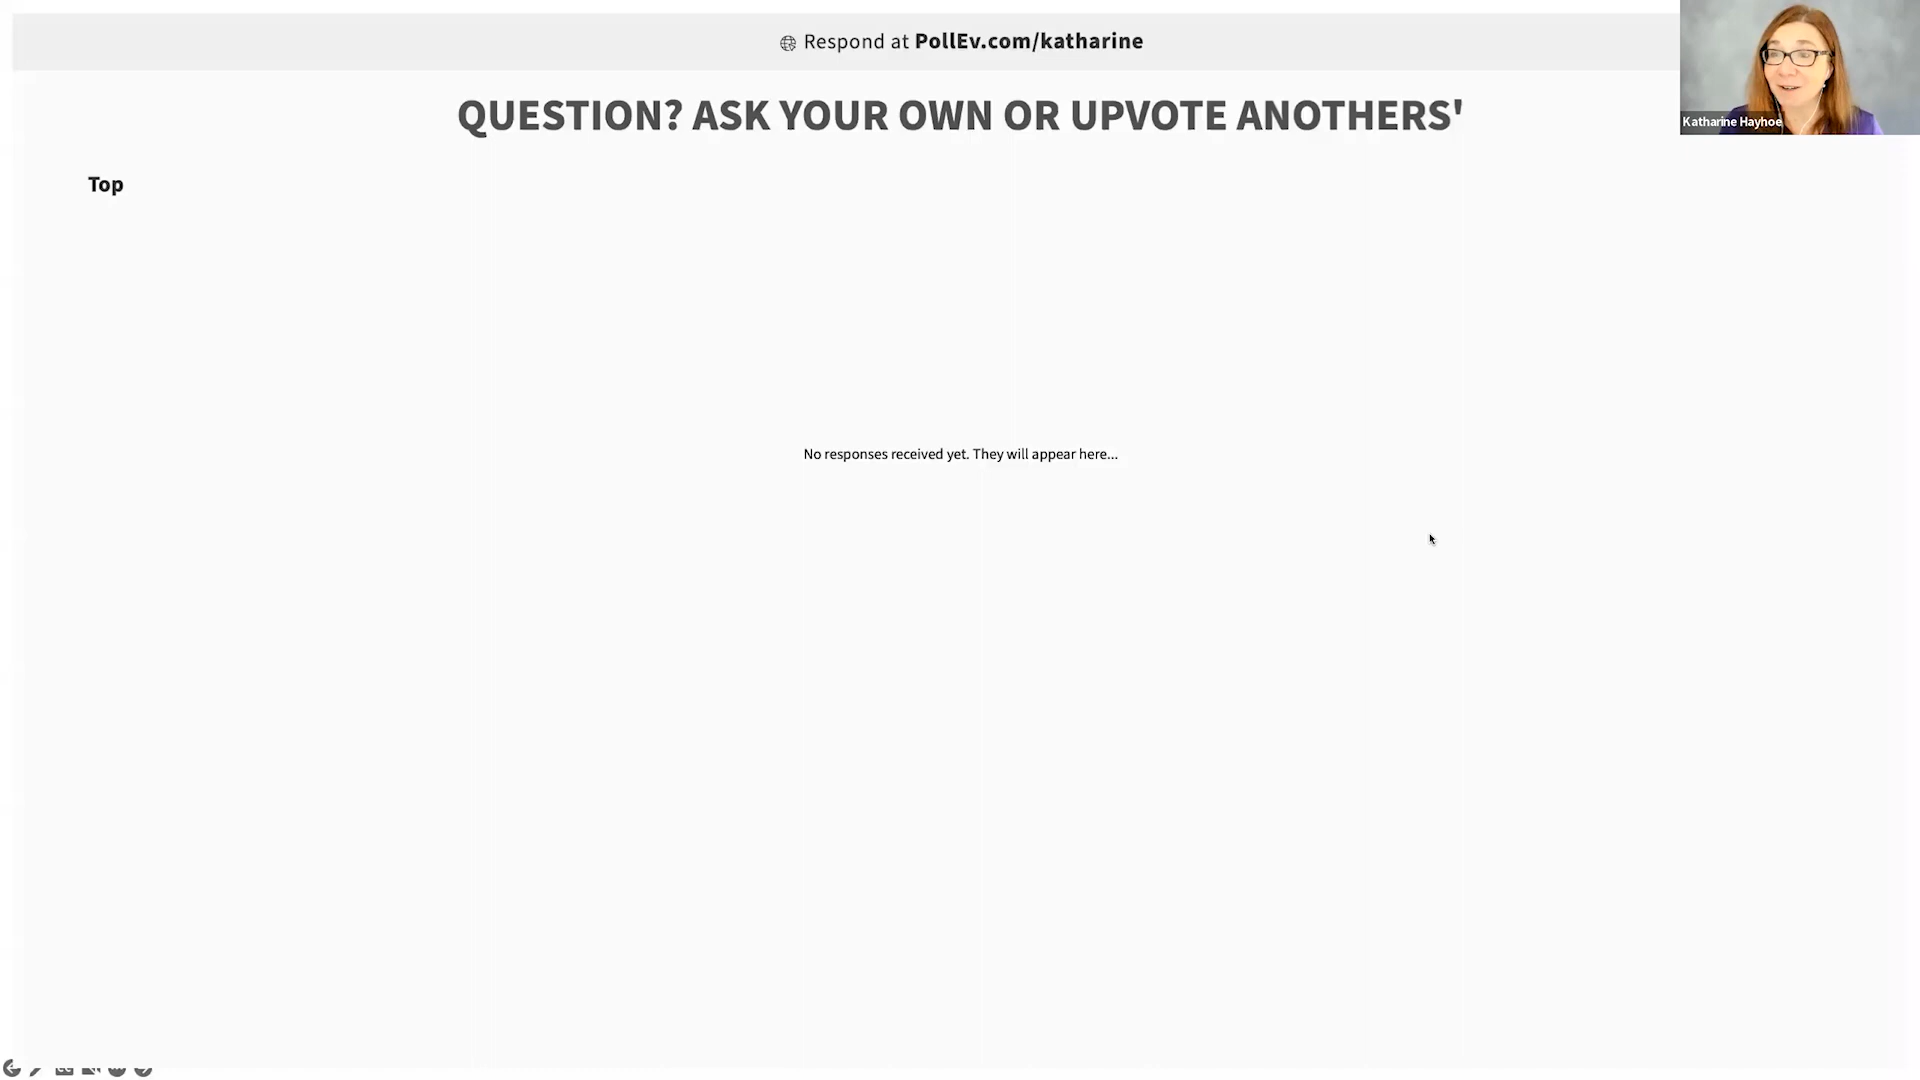 Respond at PollEv.com/katharine
QUESTION? ASK YOUR OWN OR UPVOTE ANOTHERS'
Katharine Hayhoe
Top
No responses received yet. They will appear here...